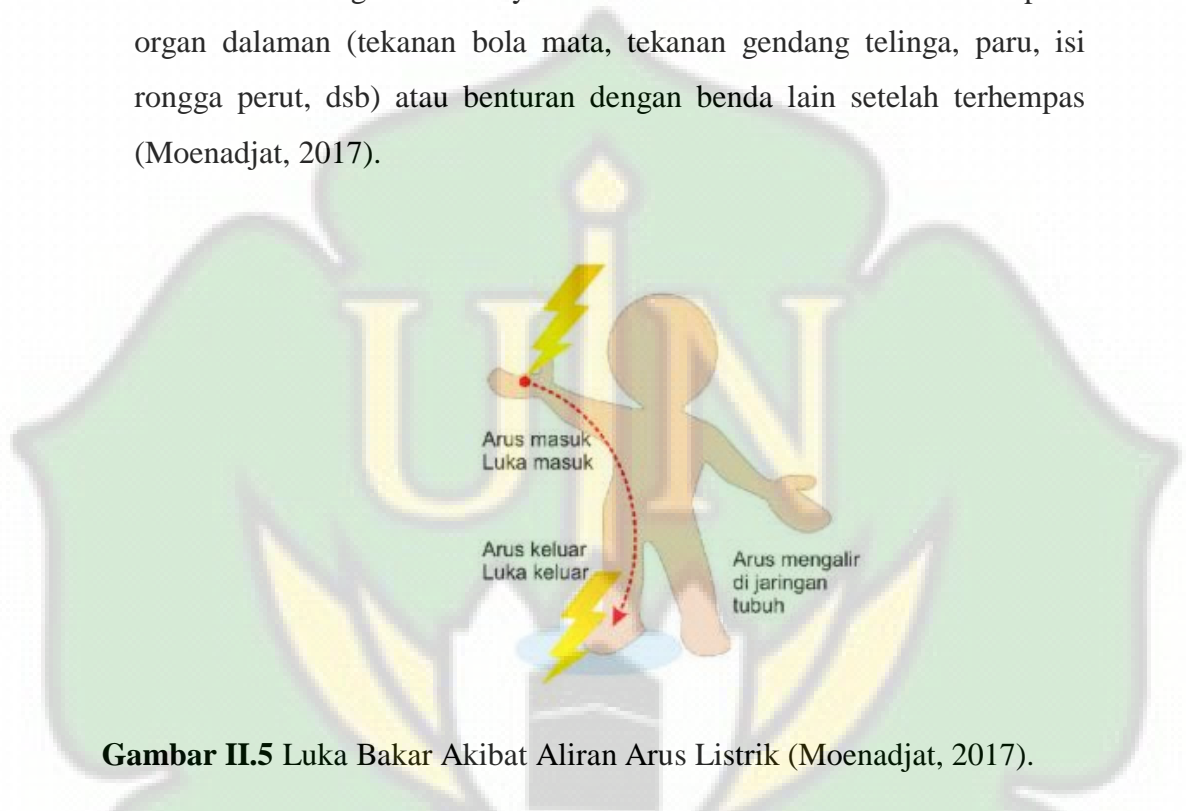 organ dalaman (tekanan bola mata, tekanan gendang telinga, paru, isi
rongga perut, dsb) atau benturan dengan benda lain setelah terhempas
(Moenadjat, 2017).
UIN
Arus masuk
Luka masuk
Arus keluar
Luka keluar
Arus mengalir
di jaringan
tubuh
Gambar II.5 Luka Bakar Akibat Aliran Arus Listrik (Moenadjat, 2017).